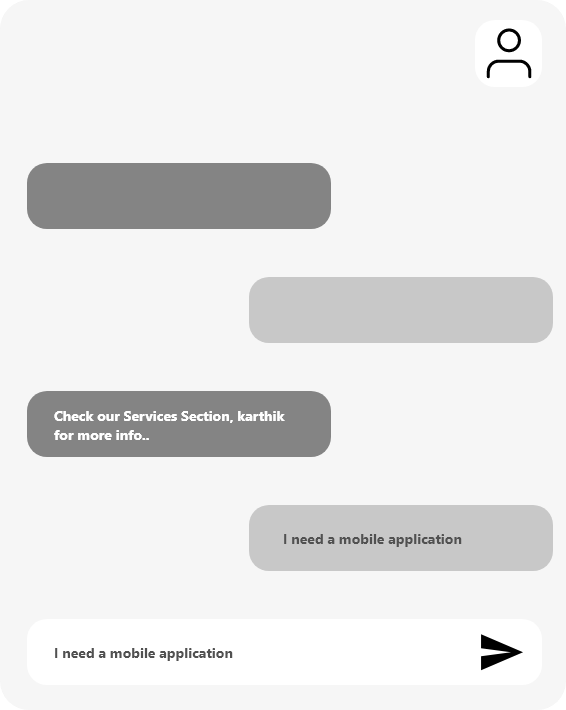 Check our Services Section, karthik
for more info..
I need a mobile application
I need a mobile application